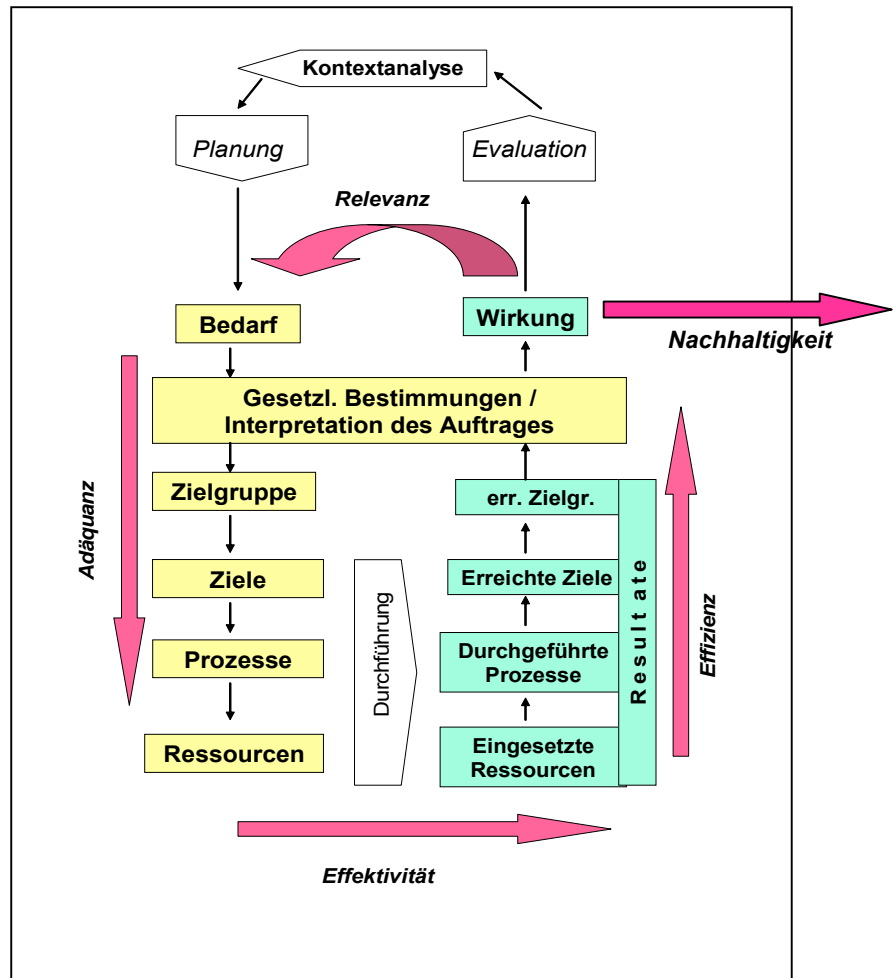 Kontextanalyse
Planung
Evaluation
Relevanz
Bedarf
Wirkung
Nachhaltigkeit
Gesetzl. Bestimmungen /
Interpretation des Auftrages
Zielgruppe
err. Zielgr.
Adäquanz
Ziele
Durchführung
Erreichte Ziele
Resultate
Effizienz
Prozesse
Durchgeführte
Prozesse
Ressourcen
Eingesetzte
Ressourcen
Effektivität